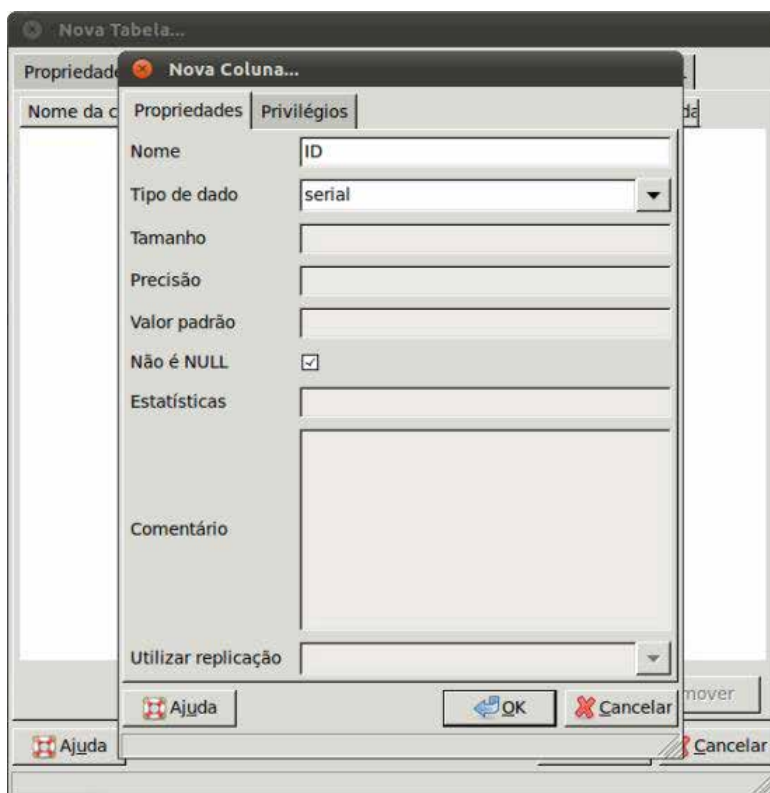 Nova Tabela...
Nova Coluna...
Propriedade
Nome da c
da
Propriedades Privilégios
Nome ID
Tipo de dado serial
Tamanho
Precisão
Valor padrão
Não é NULL
Estatísticas
Comentário
Utilizar replicação
Ajuda OK Cancelar
mover
Ajuda Cancelar